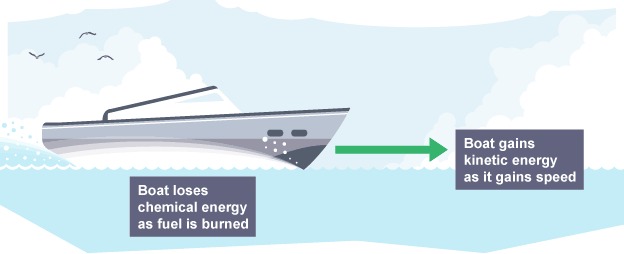 Boat gains
kinetic energy
as it gains speed
Boat loses
chemical energy
as fuel is burned